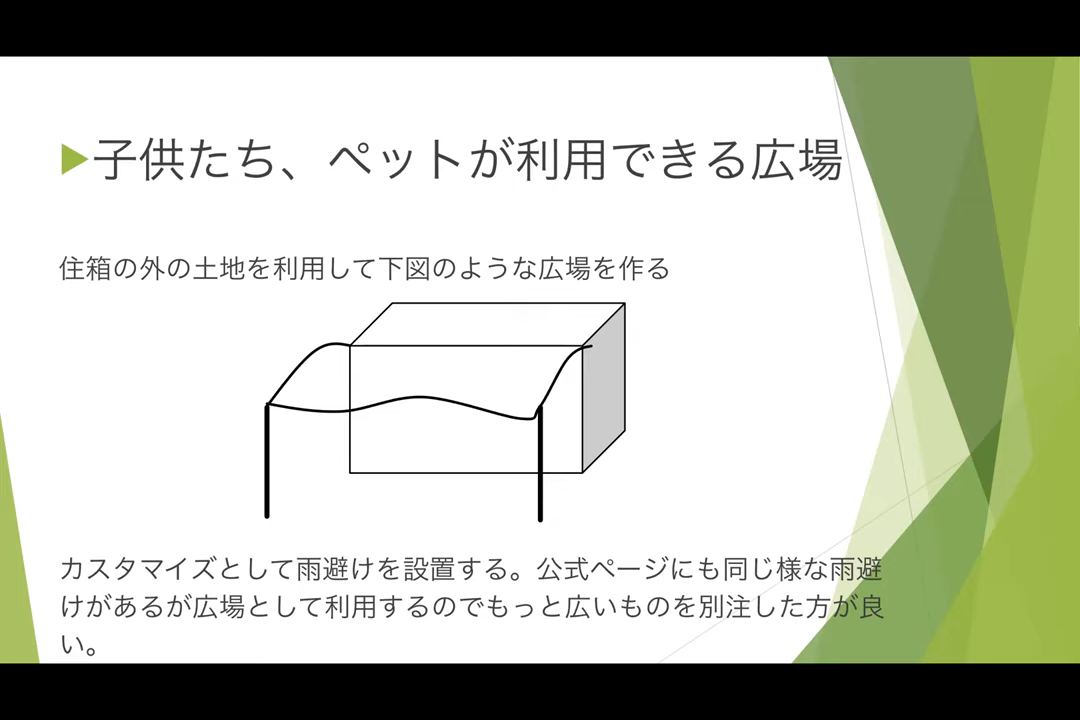 子供たち、ペットが利用できる広場
住箱の外の土地を利用して下図のような広場を作る
カスタマイズとして雨避けを設置する。公式ページにも同じ様な雨避
けがあるが広場として利用するのでもっと広いものを別注した方が良
い。